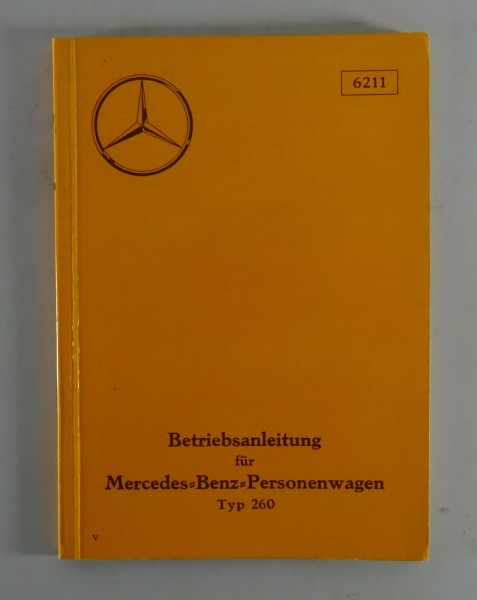 6211
Betriebsanleitung
für
Mercedes=Benz=Personenwagen
Typ 260
V